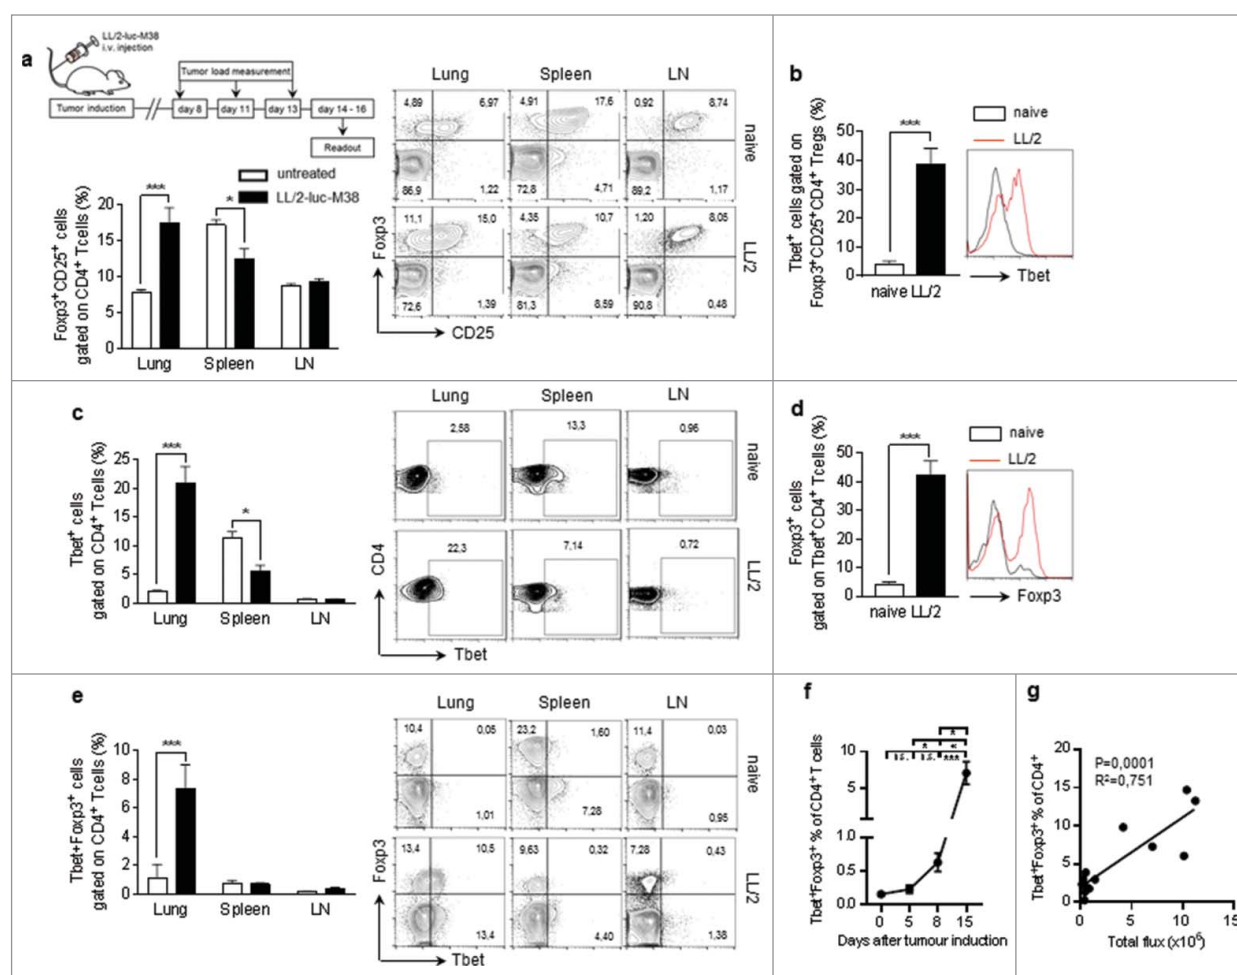 a
LL/2-luc-M38
i.v. injection
Tumor load measurement
Tumor induction
day 8
day 11
day 13
day 14 - 16
Readout
untreated
LL/2-luc-M38
Foxp3+CD25+ cells
gated on CD4+ Tcells (%)
20
15
10
5
0
***
*
Lung Spleen LN
Lung Spleen LN
4,89 6,97 4,91 17,6 0,92 8,74
naive
86,9 1,22 72,8 4,71 89,2 1,17
11,1 15,0 4,35 10,7 1,20 8,05
LL/2
72,6 1,39 81,3 8,59 90,8 0,48
Foxp3
CD25
b
naive
LL/2
Tbet+ cells gated on
Foxp3+CD25+CD4+ Tregs (%)
50
40
30
20
10
0
***
naive LL/2
Tbet
c
Tbet+ cells
gated on CD4+ Tcells (%)
25
20
15
10
5
0
***
*
Lung Spleen LN
Lung Spleen LN
2,58 13,3 0,96
naive
22,3 7,14 0,72
LL/2
CD4
Tbet
d
naive
LL/2
Foxp3+ cells
gated on Tbet+CD4+ Tcells (%)
50
40
30
20
10
0
***
naive LL/2
Foxp3
e
Tbet+Foxp3+ cells
gated on CD4+ Tcells (%)
10
8
6
4
2
0
***
Lung Spleen LN
Lung Spleen LN
10,4 0,05 23,2 1,60 11,4 0,03
naive
1,01 7,28 0,95
13,4 10,5 9,63 0,32 7,28 0,43
LL/2
13,4 4,40 1,38
Foxp3
Tbet
f
Tbet+Foxp3+ % of CD4+ T cells
10
5
1.0
0.5
0.0
*
* *
n.s. n.s. ***
0 5 8 15
Days after tumour induction
g
Tbet+Foxp3+ % of CD4+
20
15
10
5
0
P=0,0001
R2=0,751
0 5 10 15
Total flux (x10